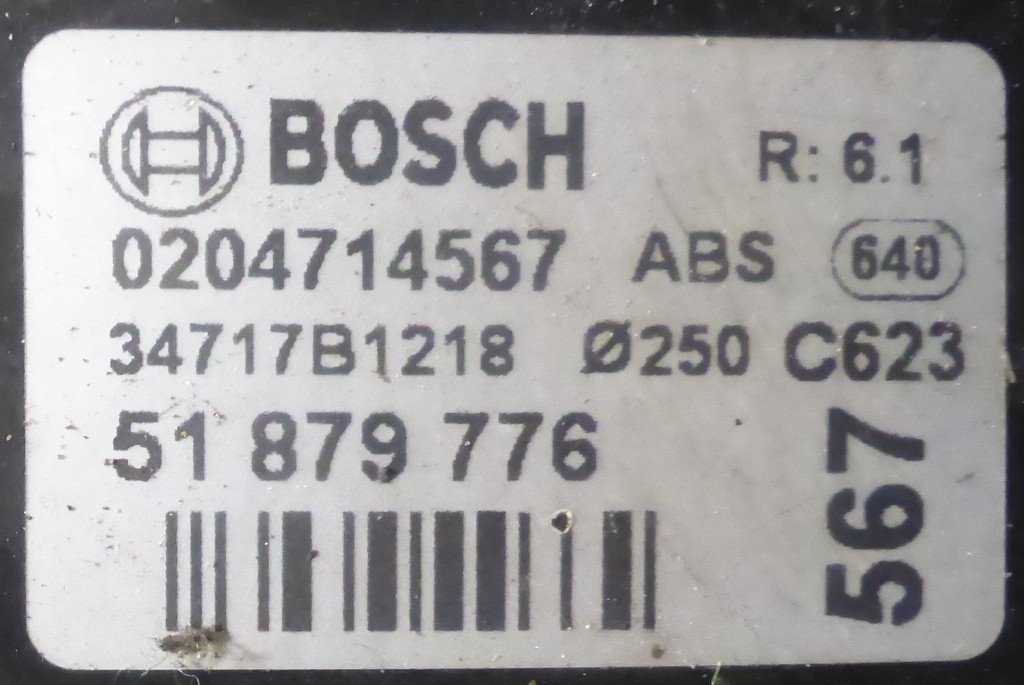 BOSCH R: 6.1
0204714567 ABS 640
34717B1218 Ø250 C623
51 879 776
567